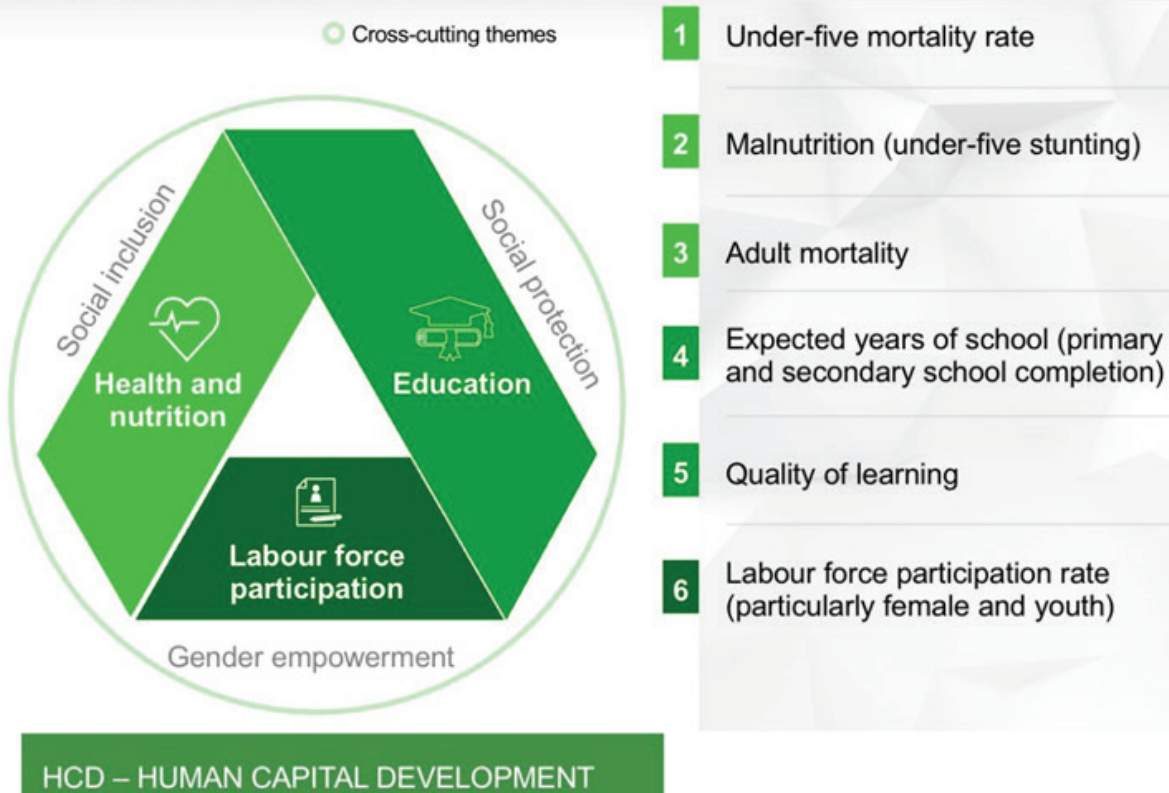 Cross-cutting themes
Social inclusion
Social protection
Health and
nutrition
Education
Labour force
participation
Gender empowerment
HCD – HUMAN CAPITAL DEVELOPMENT
1 Under-five mortality rate
2 Malnutrition (under-five stunting)
3 Adult mortality
4 Expected years of school (primary
and secondary school completion)
5 Quality of learning
6 Labour force participation rate
(particularly female and youth)